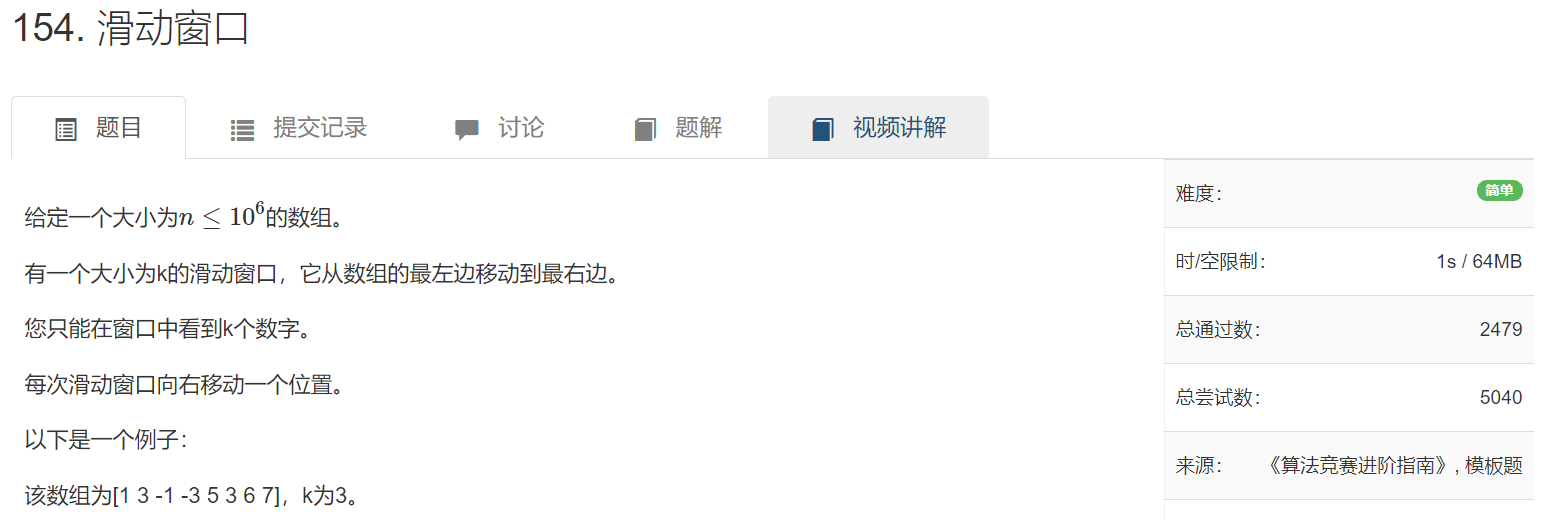 154. 滑动窗口
题目 提交记录 讨论 题解 视频讲解
给定一个大小为n ≤ 10⁶的数组。
有一个大小为k的滑动窗口，它从数组的最左边移动到最右边。
您只能在窗口中看到k个数字。
每次滑动窗口向右移动一个位置。
以下是一个例子：
该数组为[1 3 -1 -3 5 3 6 7]，k为3。
难度： 简单
时/空限制： 1s / 64MB
总通过数： 2479
总尝试数： 5040
来源： 《算法竞赛进阶指南》, 模板题